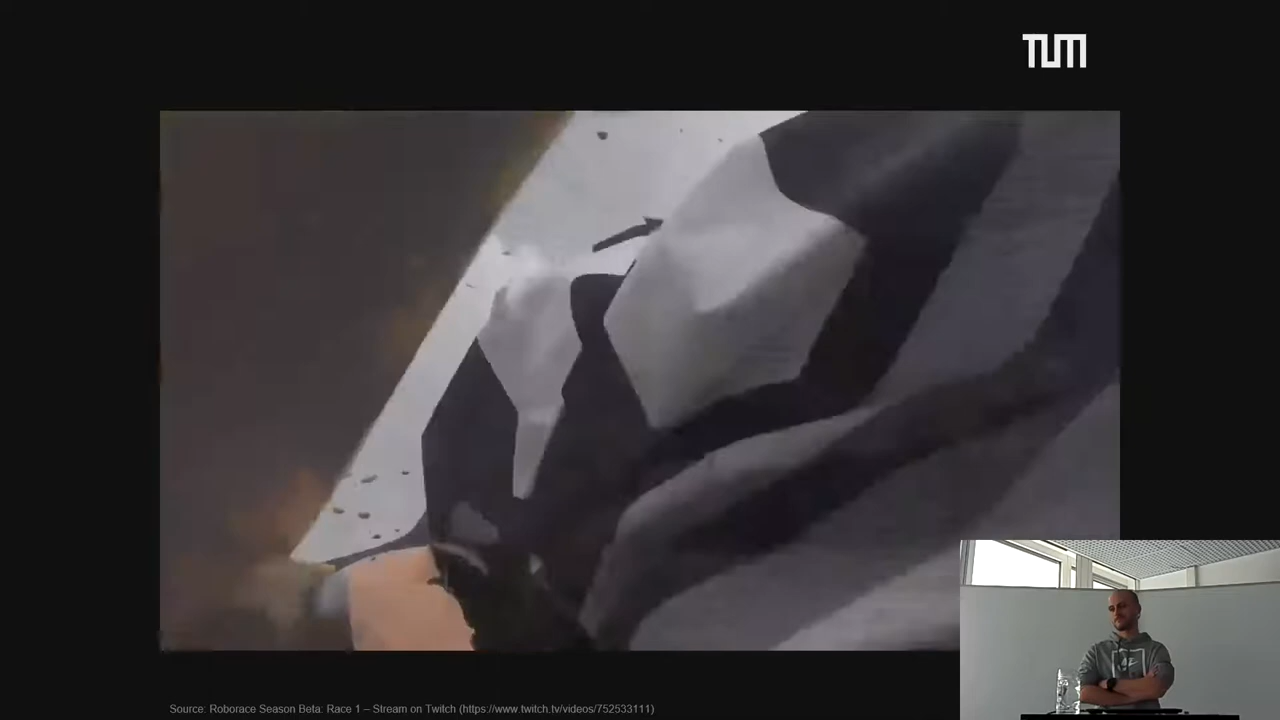 TUM
Source: Roborace Season Beta: Race 1 – Stream on Twitch (https://www.twitch.tv/videos/752533111)